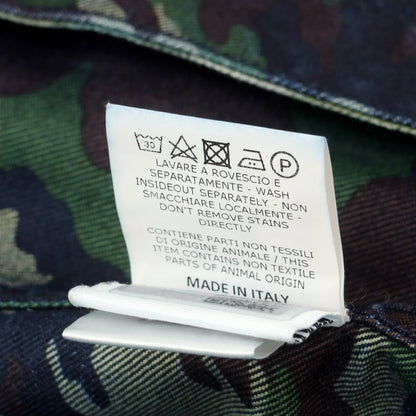 30 P
LAVARE A ROVESCIO E
SEPARATAMENTE - WASH
INSIDEOUT SEPARATELY - NON
SMACCHIARE LOCALMENTE -
DON'T REMOVE STAINS
DIRECTLY
CONTIENE PARTI NON TESSILI
DI ORIGINE ANIMALE / THIS
ITEM CONTAINS NON TEXTILE
PARTS OF ANIMAL ORIGIN
MADE IN ITALY